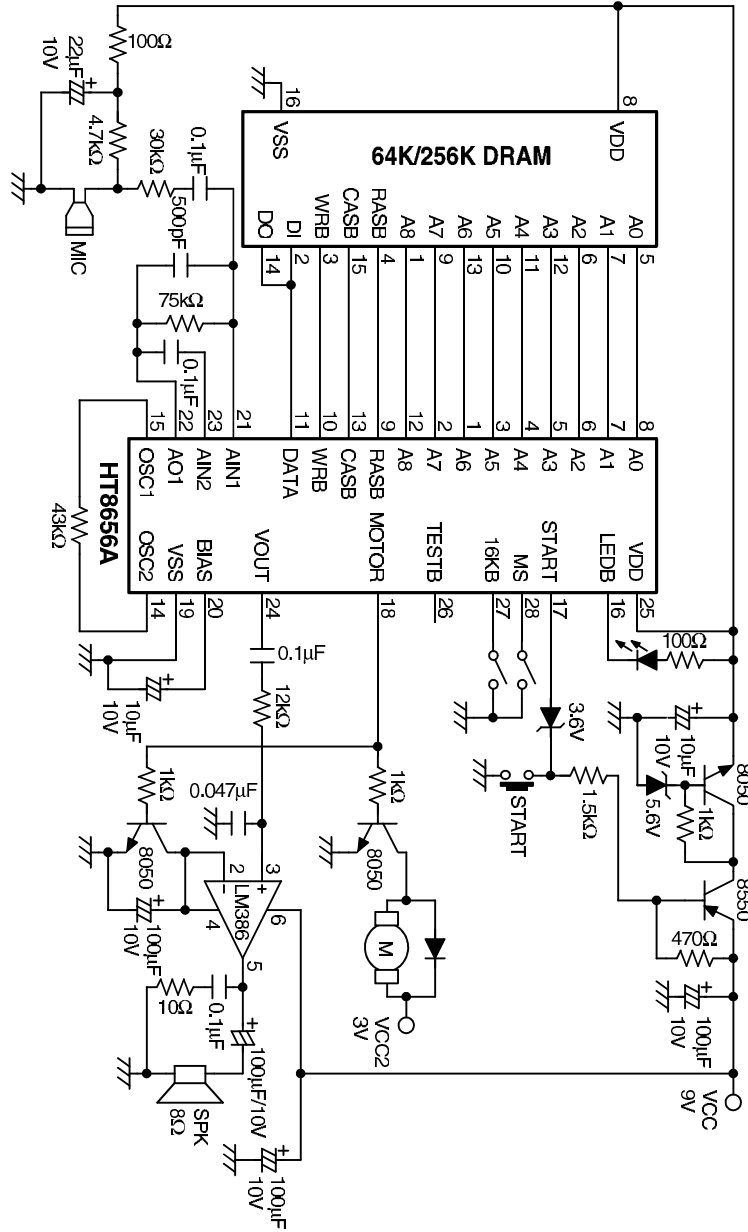 100Ω
22µF
10V
4.7kΩ
30kΩ
0.1µF
MIC
500pF
75kΩ
0.1µF
64K/256K DRAM
16
VSS
8
VDD
DO
DI
WRB
CASB
RASB
A8
A7
A6
A5
A4
A3
A2
A1
A0
14
2
3
15
4
1
9
13
10
11
12
6
7
5
15
22
23
21
11
10
13
9
12
2
1
3
4
5
6
7
8
OSC1
AO1
AIN2
AIN1
DATA
WRB
CASB
RASB
A8
A7
A6
A5
A4
A3
A2
A1
A0
HT8656A
43kΩ
OSC2
VSS
BIAS
VOUT
MOTOR
TESTB
16KB
MS
START
LEDB
VDD
14
19
20
24
18
26
27
28
17
16
25
10µF
10V
0.1µF
12kΩ
100Ω
3.6V
START
1.5kΩ
10µF
10V
5.6V
1kΩ
8050
8550
470Ω
100µF
10V
VCC
9V
1kΩ
0.047µF
8050
100µF
10V
1kΩ
8050
M
VCC2
3V
2
3
4
6
5
–
+
LM386
10Ω
0.1µF
100µF/10V
SPK
8Ω
100µF
10V